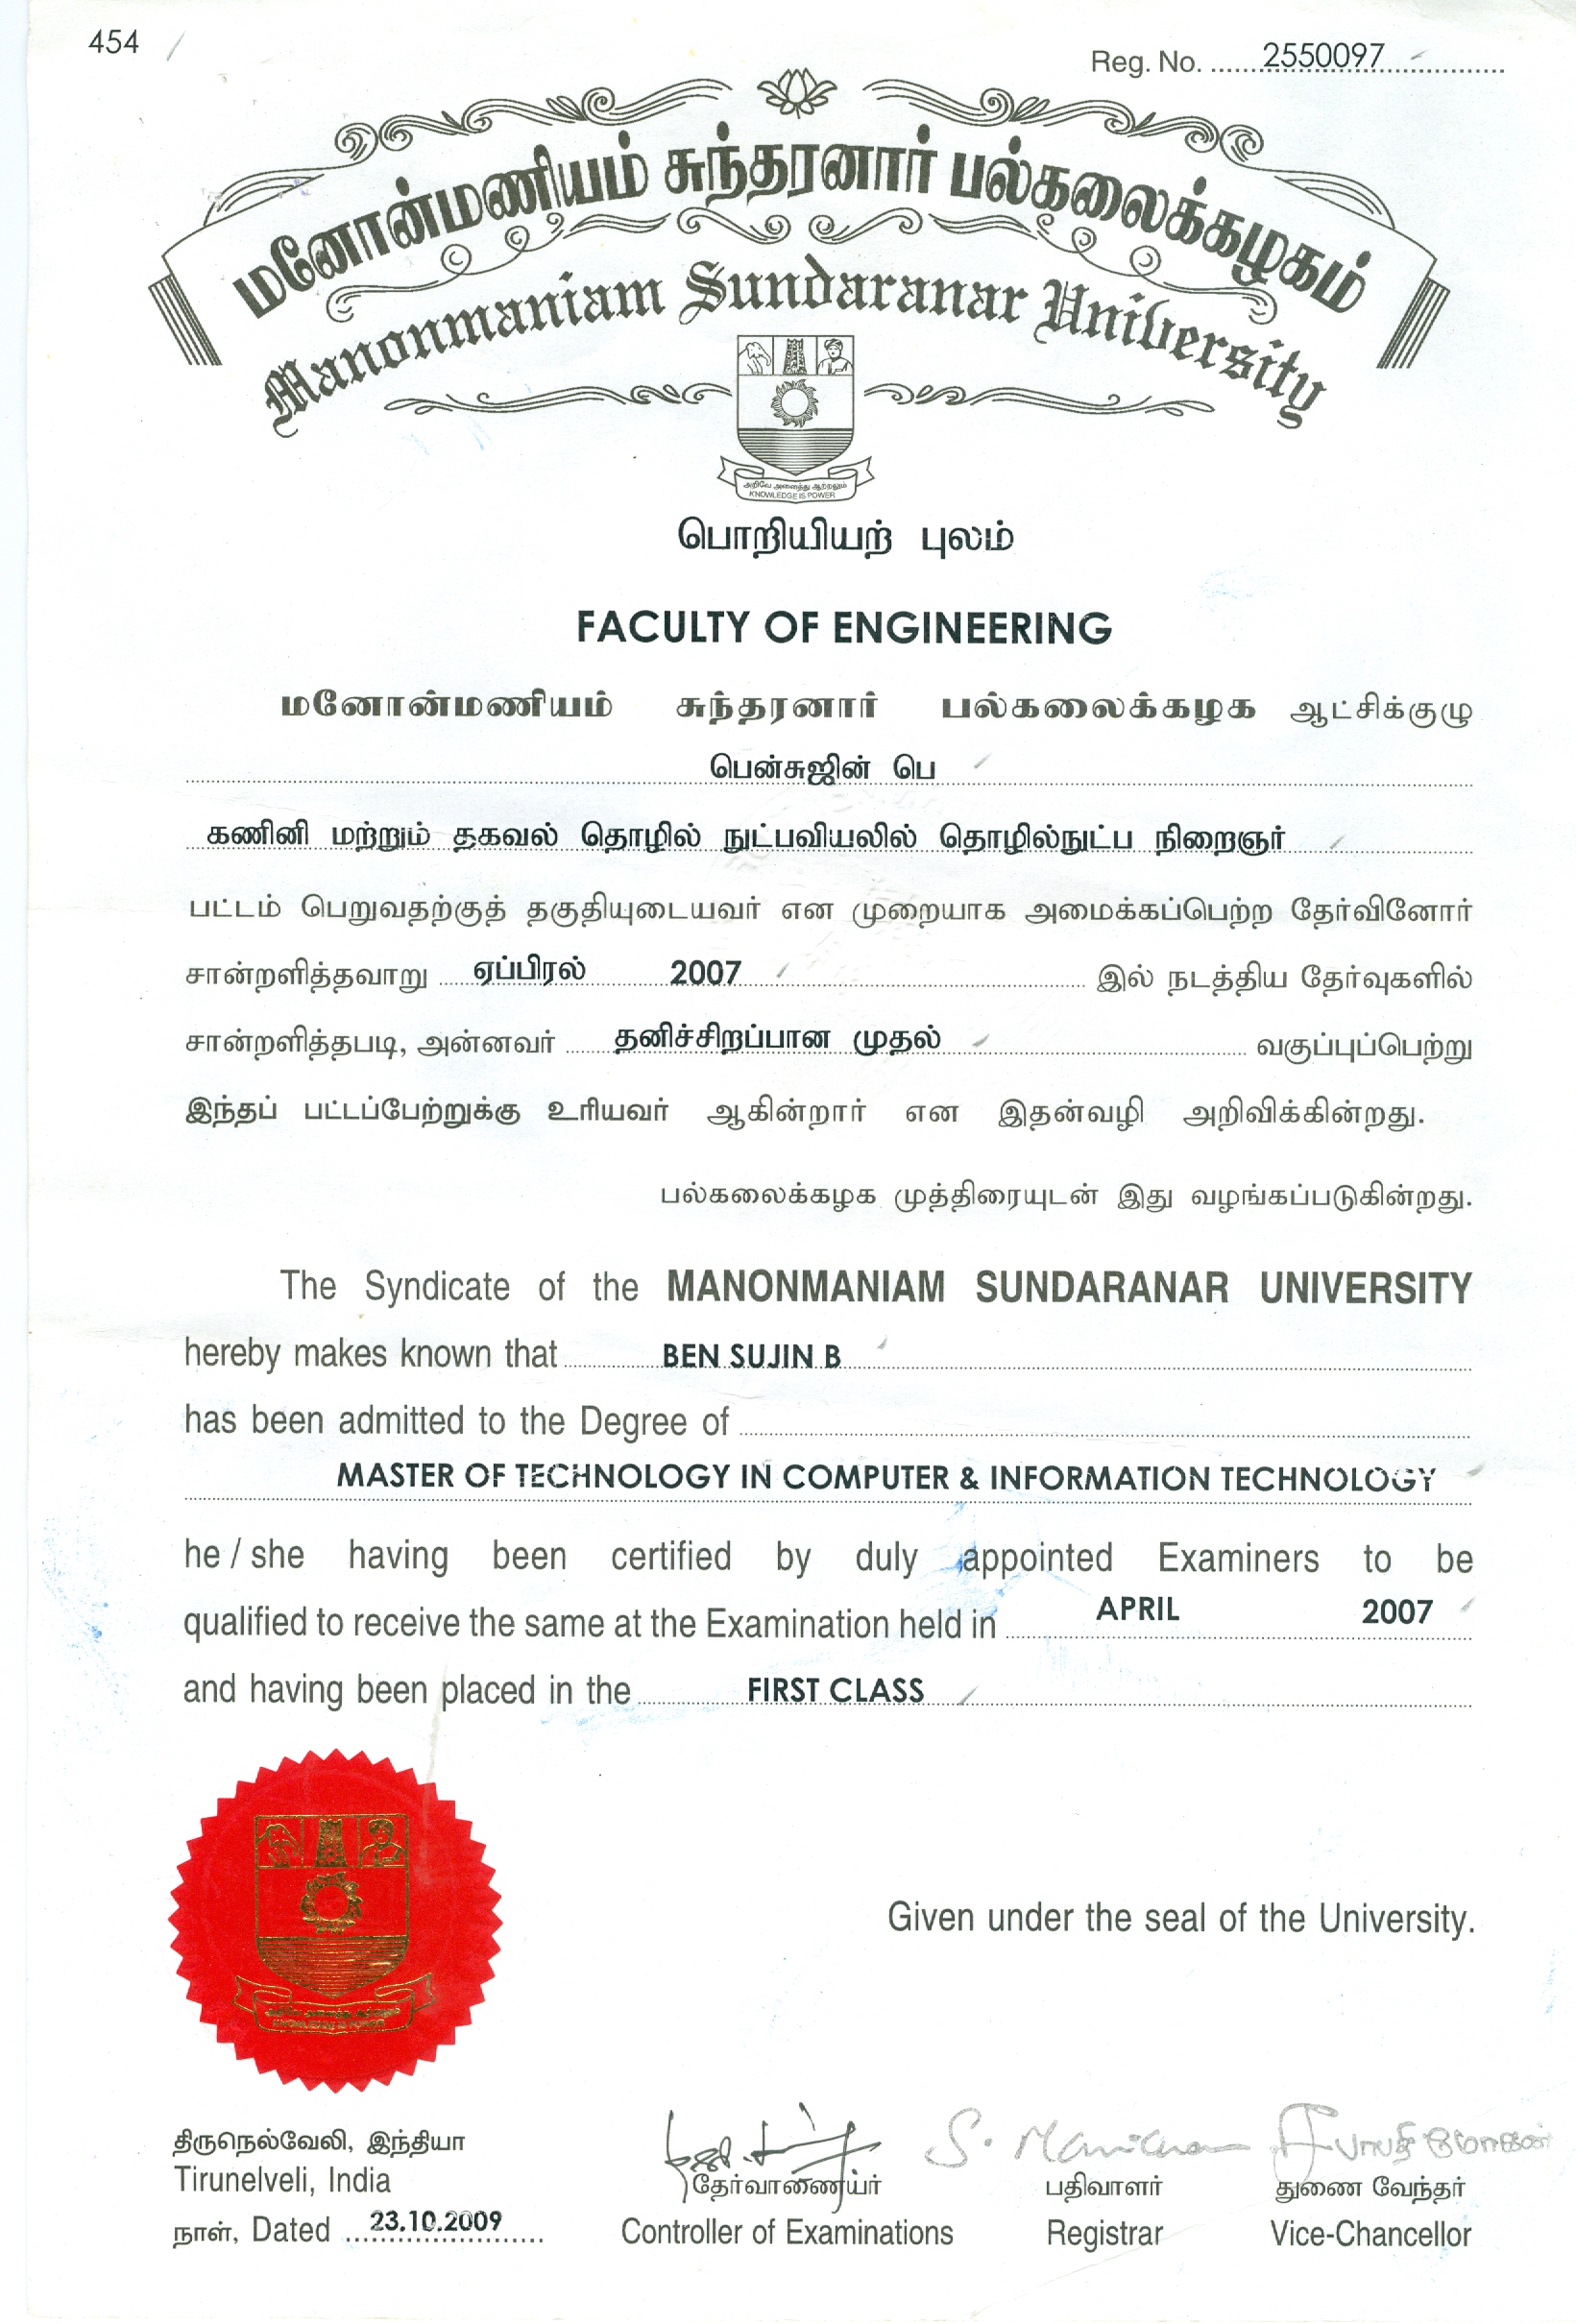 454
Reg. No. 2550097
மனோன்மணியம் சுந்தரனார் பல்கலைக்கழகம்
Manonmaniam Sundaranar University
அறிவே அனைத்து ஆற்றலும்
KNOWLEDGE IS POWER
பொறியியற் புலம்
FACULTY OF ENGINEERING
மனோன்மணியம் சுந்தரனார் பல்கலைக்கழக ஆட்சிக்குழு
பென்சுஜின் பெ
கணினி மற்றும் தகவல் தொழில் நுட்பவியலில் தொழில்நுட்ப நிறைஞர்
பட்டம் பெறுவதற்குத் தகுதியுடையவர் என முறையாக அமைக்கப்பெற்ற தேர்வினோர்
சான்றளித்தவாறு ஏப்பிரல் 2007 இல் நடத்திய தேர்வுகளில்
சான்றளித்தபடி, அன்னவர் தனிச்சிறப்பான முதல் வகுப்புப்பெற்று
இந்தப் பட்டப்பேற்றுக்கு உரியவர் ஆகின்றார் என இதன்வழி அறிவிக்கின்றது.
பல்கலைக்கழக முத்திரையுடன் இது வழங்கப்படுகின்றது.
The Syndicate of the MANONMANIAM SUNDARANAR UNIVERSITY
hereby makes known that BEN SUJIN B
has been admitted to the Degree of
MASTER OF TECHNOLOGY IN COMPUTER & INFORMATION TECHNOLOGY
he / she having been certified by duly appointed Examiners to be
qualified to receive the same at the Examination held in APRIL 2007
and having been placed in the FIRST CLASS
Given under the seal of the University.
அறிவே அனைத்து ஆற்றலும்
KNOWLEDGE IS POWER
திருநெல்வேலி, இந்தியா
Tirunelveli, India
நாள், Dated 23.10.2009
தேர்வாணையர்
Controller of Examinations
பதிவாளர்
Registrar
துணை வேந்தர்
Vice-Chancellor